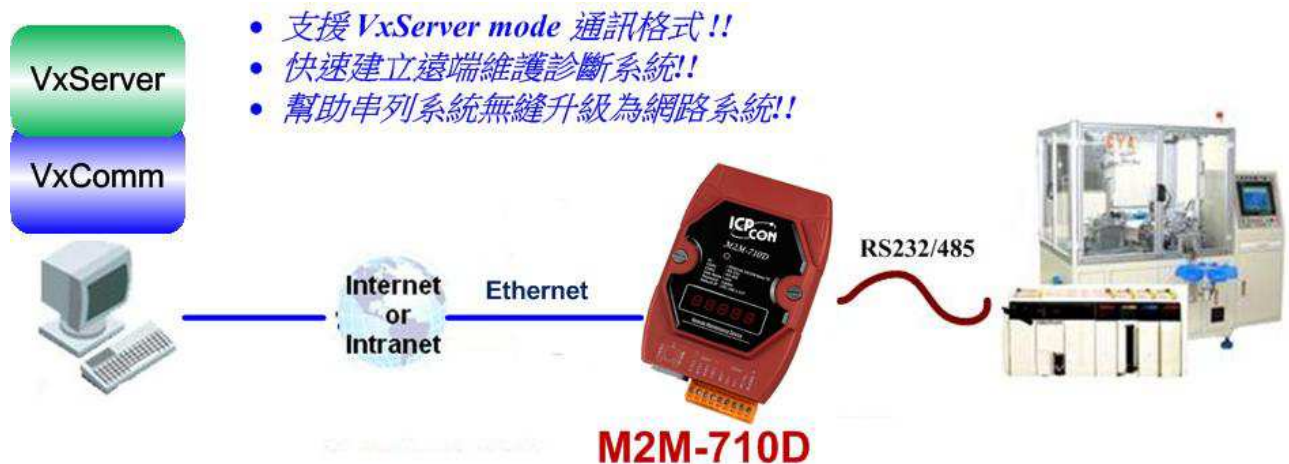 • 支援 VxServer mode 通訊格式!!
• 快速建立遠端維護診斷系統!!
• 幫助串列系統無縫升級為網路系統!!
VxServer
VxComm
Internet
or
Intranet
Ethernet
ICP CON
M2M-710D
RS232/485
M2M-710D